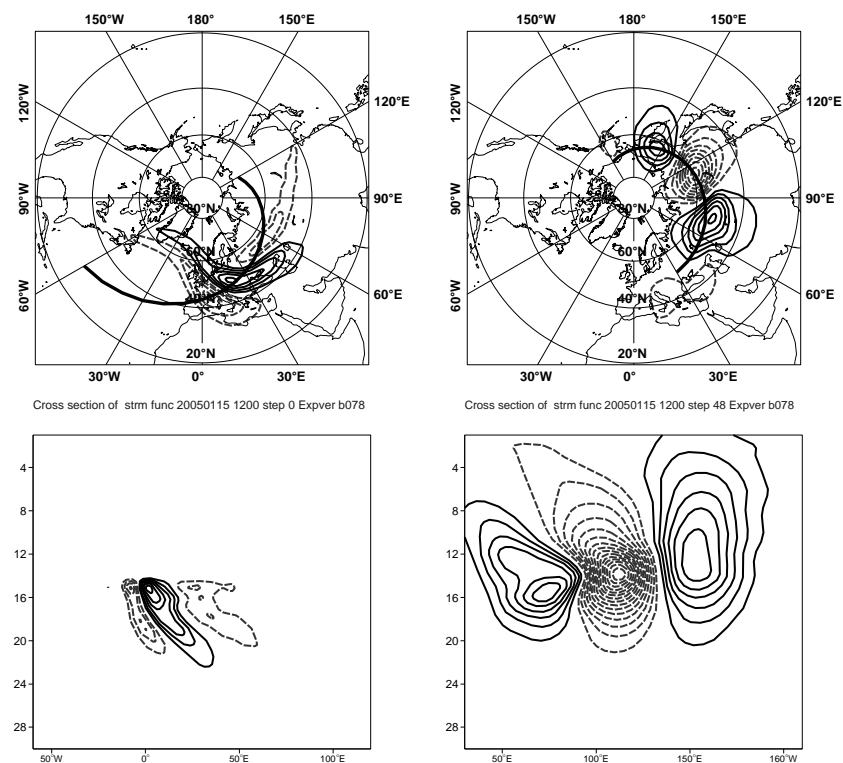 150°W 180° 150°E
120°W
120°E
90°W
90°E
60°W
60°E
80°N
60°N
40°N
20°N
30°W 0° 30°E
150°W 180° 150°E
120°W
120°E
90°W
90°E
60°W
60°E
80°N
60°N
40°N
20°N
30°W 0° 30°E
Cross section of strm func 20050115 1200 step 0 Expver b078
4
8
12
16
20
24
28
50°W 0° 50°E 100°E
Cross section of strm func 20050115 1200 step 48 Expver b078
4
8
12
16
20
24
28
50°E 100°E 150°E 160°W